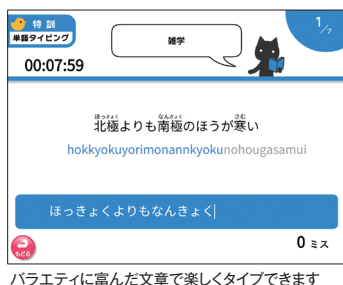 特訓
単語タイピング
雑学
1/7
00:07:59
ほっきょく なんきょく さむ
北極よりも南極のほうが寒い
hokkyokuyorimonannkyokunohougasamui
ほっきょくよりもなんきょく
もどる
0 ミス
バラエティに富んだ文章で楽しくタイプできます